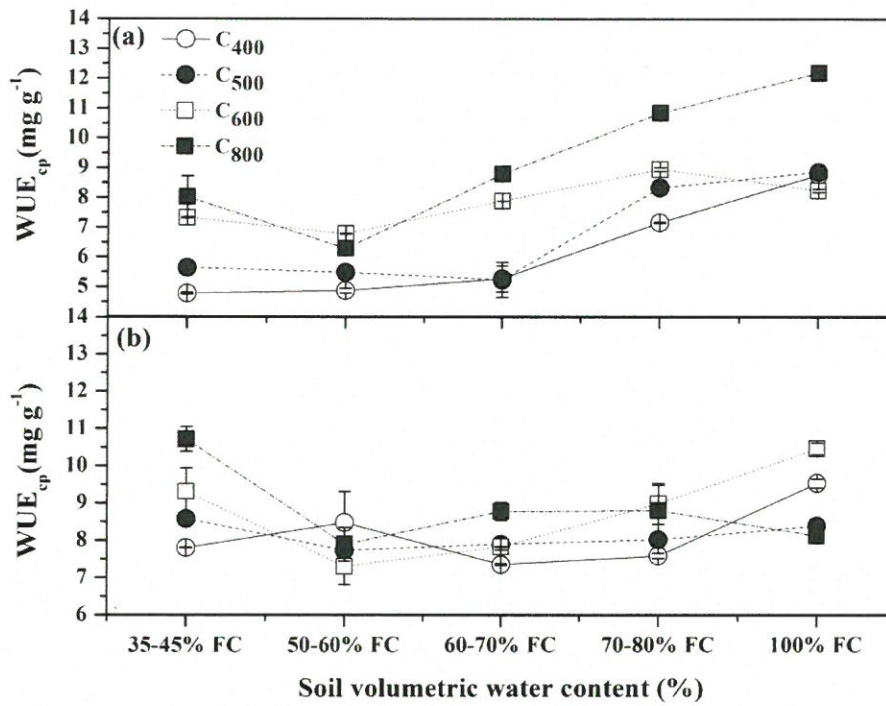 14
(a)
C400
13
C500
12
C600
11
C800
10
9
8
7
6
5
WUEcp(mg g-1)
14
(b)
13
12
11
10
9
8
7
6
WUEcp(mg g-1)
35-45% FC 50-60% FC 60-70% FC 70-80% FC 100% FC
Soil volumetric water content (%)